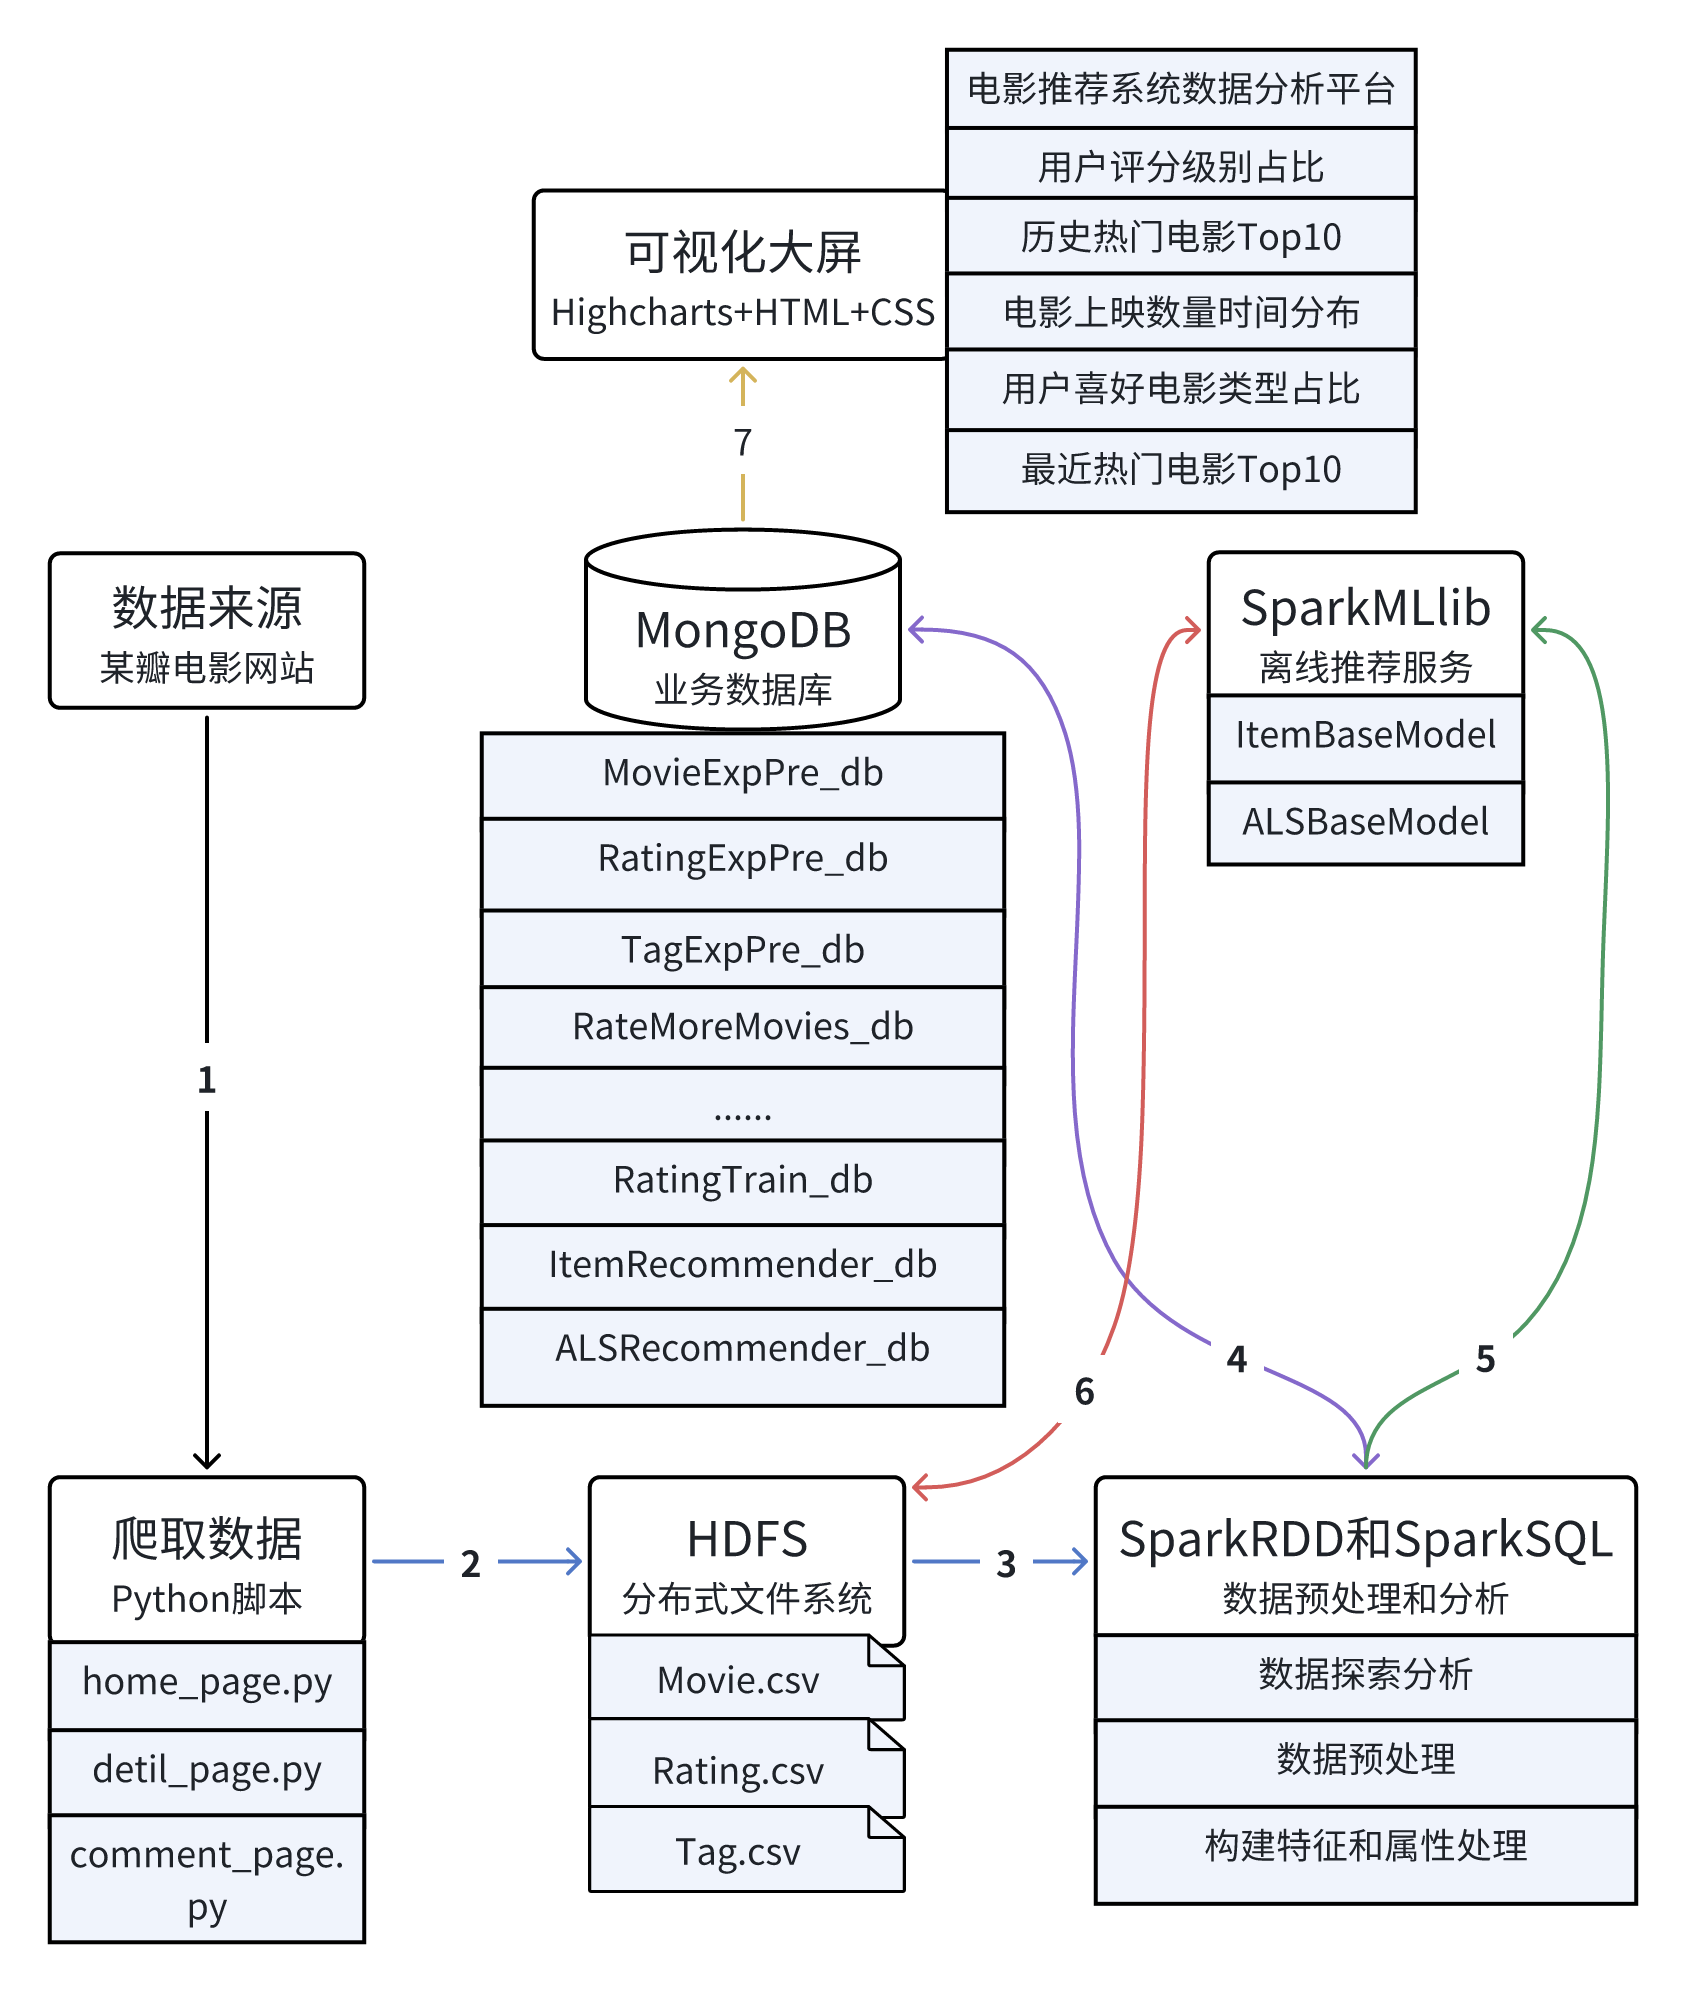 电影推荐系统数据分析平台
用户评分级别占比
历史热门电影Top10
电影上映数量时间分布
用户喜好电影类型占比
最近热门电影Top10
可视化大屏
Highcharts+HTML+CSS
7
数据来源
某瓣电影网站
MongoDB
业务数据库
MovieExpPre_db
RatingExpPre_db
TagExpPre_db
RateMoreMovies_db
......
RatingTrain_db
ItemRecommender_db
ALSRecommender_db
SparkMLlib
离线推荐服务
ItemBaseModel
ALSBaseModel
1
4
5
6
爬取数据
Python脚本
home_page.py
detil_page.py
comment_page.
py
2
HDFS
分布式文件系统
Movie.csv
Rating.csv
Tag.csv
3
SparkRDD和SparkSQL
数据预处理和分析
数据探索分析
数据预处理
构建特征和属性处理